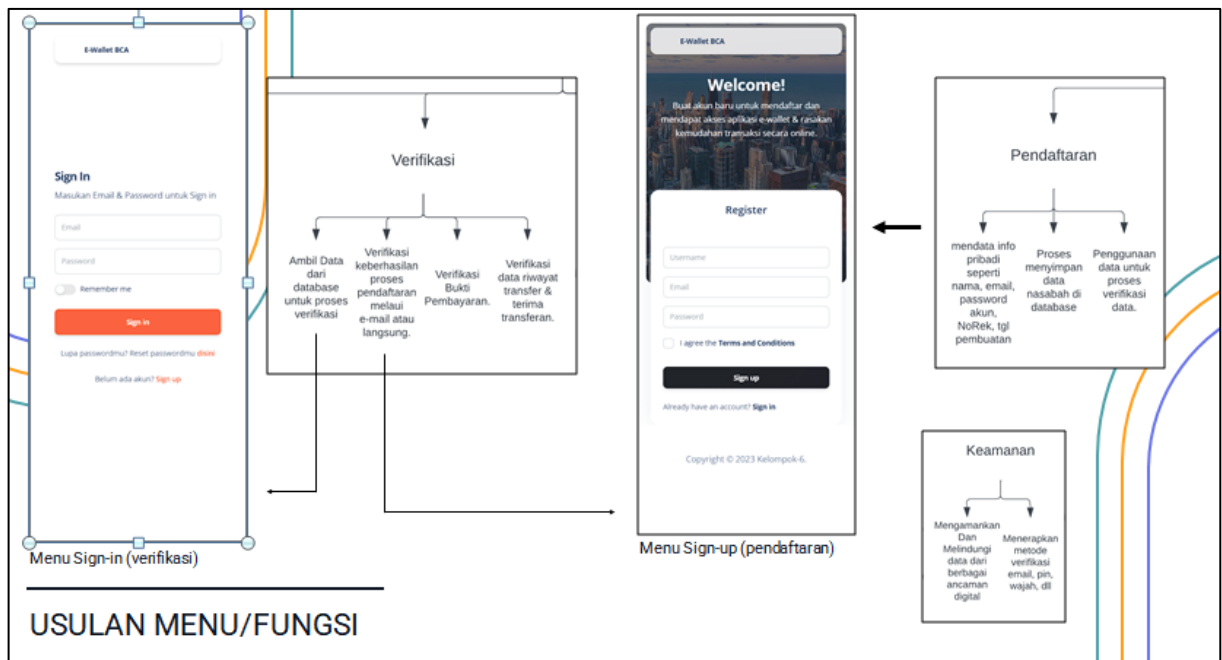 E-Wallet BCA
Sign In
Masukan Email & Password untuk Sign in
Email
Password
Remember me
Sign in
Lupa passwordmu? Reset passwordmu disini
Belum ada akun? Sign up
Menu Sign-in (verifikasi)
Verifikasi
Ambil Data
dari
database
untuk proses
verifikasi
Verifikasi
keberhasilan
proses
pendaftaran
melaui
e-mail atau
langsung.
Verifikasi
Bukti
Pembayaran.
Verifikasi
data riwayat
transfer &
terima
transferan.
E-Wallet BCA
Welcome!
Buat akun baru untuk mendaftar dan
mendapat akses aplikasi e-wallet & rasakan
kemudahan transaksi secara online.
Register
Username
Email
Password
I agree the Terms and Conditions
Sign up
Already have an account? Sign in
Copyright © 2023 Kelompok-6.
Menu Sign-up (pendaftaran)
Pendaftaran
mendata info
pribadi
seperti
nama, email,
password
akun,
NoRek, tgl
pembuatan
Proses
menyimpan
data
nasabah di
database
Penggunaan
data untuk
proses
verifikasi
data.
Keamanan
Mengamankan
Dan
Melindungi
data dari
berbagai
ancaman
digital
Menerapkan
metode
verifikasi
email, pin,
wajah, dll
USULAN MENU/FUNGSI